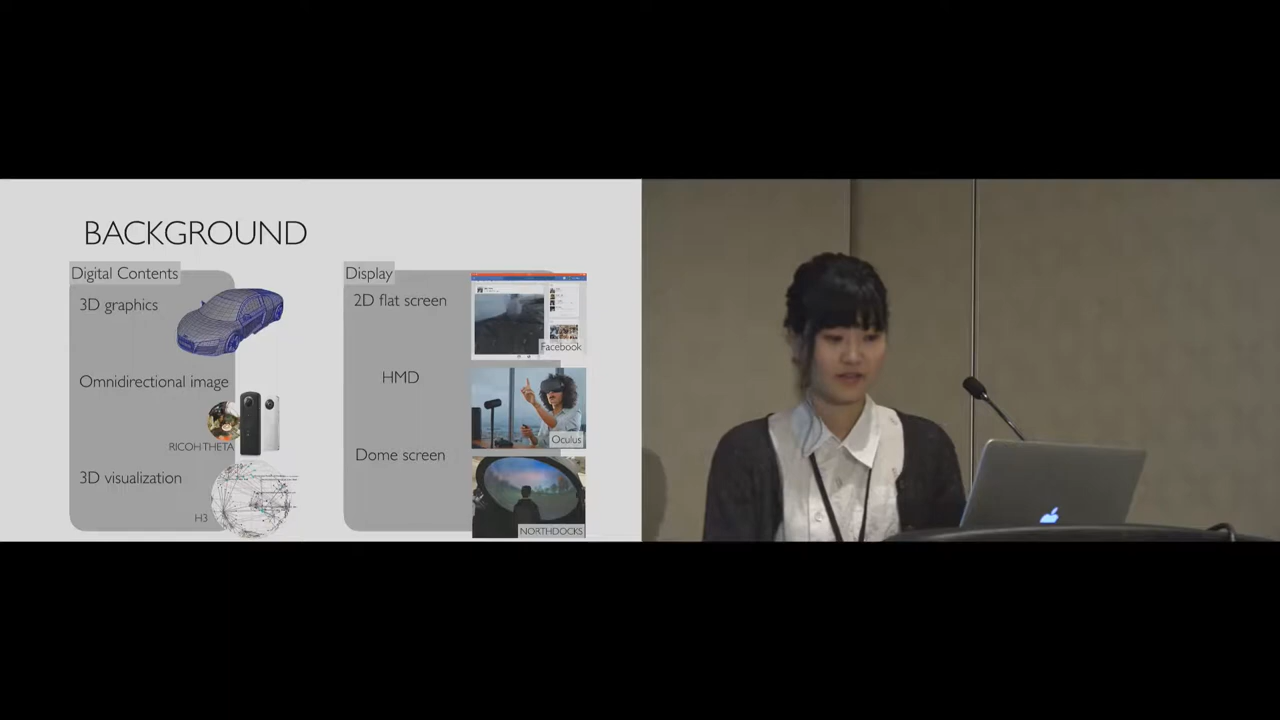 BACKGROUND
Digital Contents
3D graphics
Omnidirectional image
RICOH THETA
3D visualization
H3
Display
2D flat screen
Facebook
HMD
Oculus
Dome screen
NORTHDOCKS